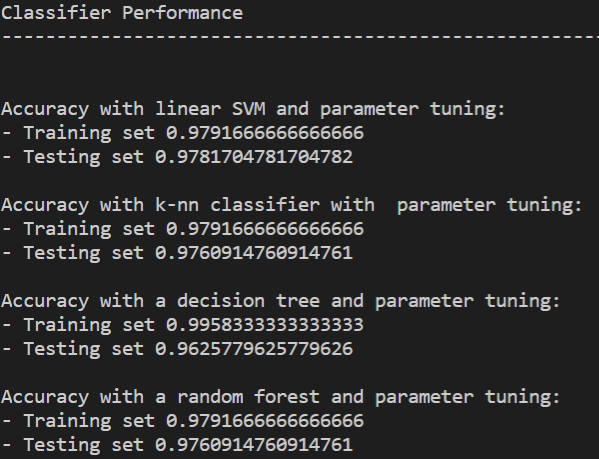 Classifier Performance
-------------------------------------------------------
Accuracy with linear SVM and parameter tuning:
- Training set 0.9791666666666666
- Testing set 0.9781704781704782
Accuracy with k-nn classifier with  parameter tuning:
- Training set 0.9791666666666666
- Testing set 0.9760914760914761
Accuracy with a decision tree and parameter tuning:
- Training set 0.9958333333333333
- Testing set 0.9625779625779626
Accuracy with a random forest and parameter tuning:
- Training set 0.9791666666666666
- Testing set 0.9760914760914761